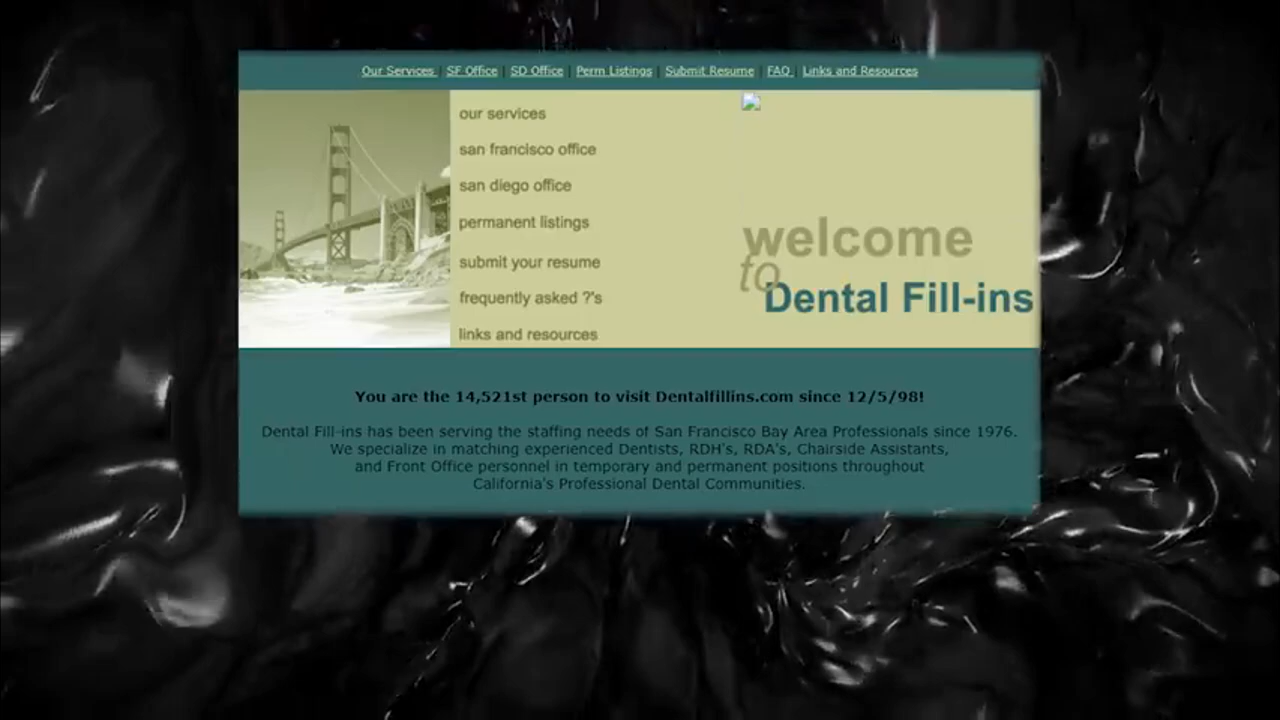 Our Services | SF Office | SD Office | Perm Listings | Submit Resume | FAQ | Links and Resources
our services
san francisco office
san diego office
permanent listings
submit your resume
frequently asked ?'s
links and resources
welcome
to
Dental Fill-ins
You are the 14,521st person to visit Dentalfillins.com since 12/5/98!
Dental Fill-ins has been serving the staffing needs of San Francisco Bay Area Professionals since 1976.
We specialize in matching experienced Dentists, RDH's, RDA's, Chairside Assistants,
and Front Office personnel in temporary and permanent positions throughout
California's Professional Dental Communities.